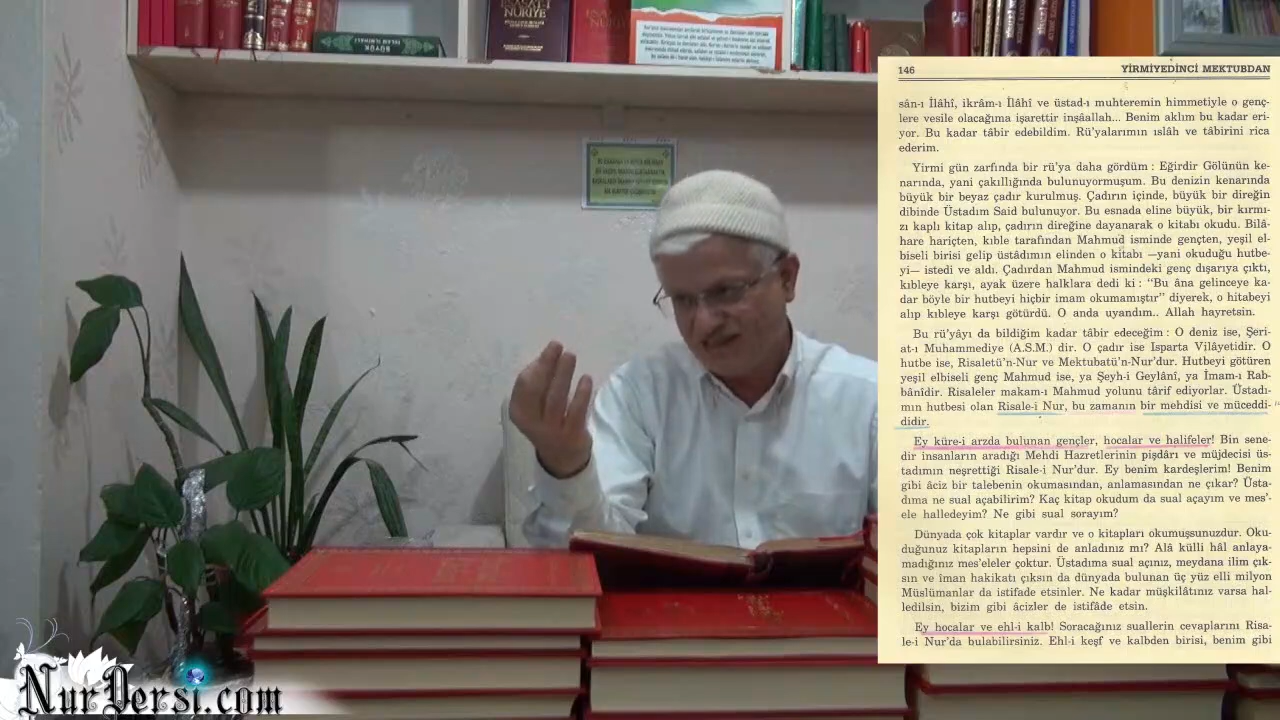 NURİYE
BÜYÜK
146 YİRMİYEDİNCİ MEKTUBDAN
sân-ı İlâhî, ikrâm-ı İlâhî ve üstad-ı muhteremin himmetiyle o genç-
lere vesile olacağıma işarettir inşâallah... Benim aklım bu kadar eri-
yor. Bu kadar tâbir edebildim. Rü'yalarımın ıslâh ve tâbirini rica
ederim.
Yirmi gün zarfında bir rü'ya daha gördüm : Eğirdir Gölünün ke-
narında, yani çakıllığında bulunuyormuşum. Bu denizin kenarında
büyük bir beyaz çadır kurulmuş. Çadırın içinde, büyük bir direğin
dibinde Üstadım Said bulunuyor. Bu esnada eline büyük, bir kırmı-
zı kaplı kitap alıp, çadırın direğine dayanarak o kitabı okudu. Bilâ-
hare hariçten, kıble tarafından Mahmud isminde gençten, yeşil el-
biseli birisi gelip üstâdımın elinden o kitabı —yani okuduğu hutbe-
yi— istedi ve aldı. Çadırdan Mahmud ismindeki genç dışarıya çıktı,
kıbleye karşı, ayak üzere halklara dedi ki : "Bu âna gelinceye ka-
dar böyle bir hutbeyi hiçbir imam okumamıştır" diyerek, o hitabeyi
alıp kıbleye karşı götürdü. O anda uyandım.. Allah hayretsin.
Bu rü'yâyı da bildiğim kadar tâbir edeceğim : O deniz ise, Şeri-
at-ı Muhammediye (A.S.M.) dir. O çadır ise Isparta Vilâyetidir. O
hutbe ise, Risaletü'n-Nur ve Mektubatü'n-Nur'dur. Hutbeyi götüren
yeşil elbiseli genç Mahmud ise, ya Şeyh-i Geylânî, ya İmam-ı Rab-
bânidir. Risaleler makam-ı Mahmud yolunu târif ediyorlar. Üstadı-
mın hutbesi olan Risale-i Nur, bu zamanın bir mehdisi ve müceddi-
didir.
Ey küre-i arzda bulunan gençler, hocalar ve halifeler! Bin sene-
dir insanların aradığı Mehdi Hazretlerinin pişdârı ve müjdecisi üs-
tadımın neşrettiği Risale-i Nur'dur. Ey benim kardeşlerim! Benim
gibi âciz bir talebenin okumasından, anlamasından ne çıkar? Üsta-
dıma ne sual açabilirim? Kaç kitap okudum da sual açayım ve mes'-
ele halledeyim? Ne gibi sual sorayım?
Dünyada çok kitaplar vardır ve o kitapları okumuşsunuzdur. Oku-
duğunuz kitapların hepsini de anladınız mı? Alâ külli hâl anlaya-
madığınız mes'eleler çoktur. Üstadıma sual açınız, meydana ilim çık-
sın ve îman hakikatı çıksın da dünyada bulunan üç yüz elli milyon
Müslümanlar da istifade etsinler. Ne kadar müşkilâtınız varsa hal-
ledilsin, bizim gibi âcizler de istifâde etsin.
Ey hocalar ve ehl-i kalb! Soracağınız suallerin cevaplarını Risa-
le-i Nur'da bulabilirsiniz. Ehl-i keşf ve kalbden birisi, benim gibi
NurDersi.com